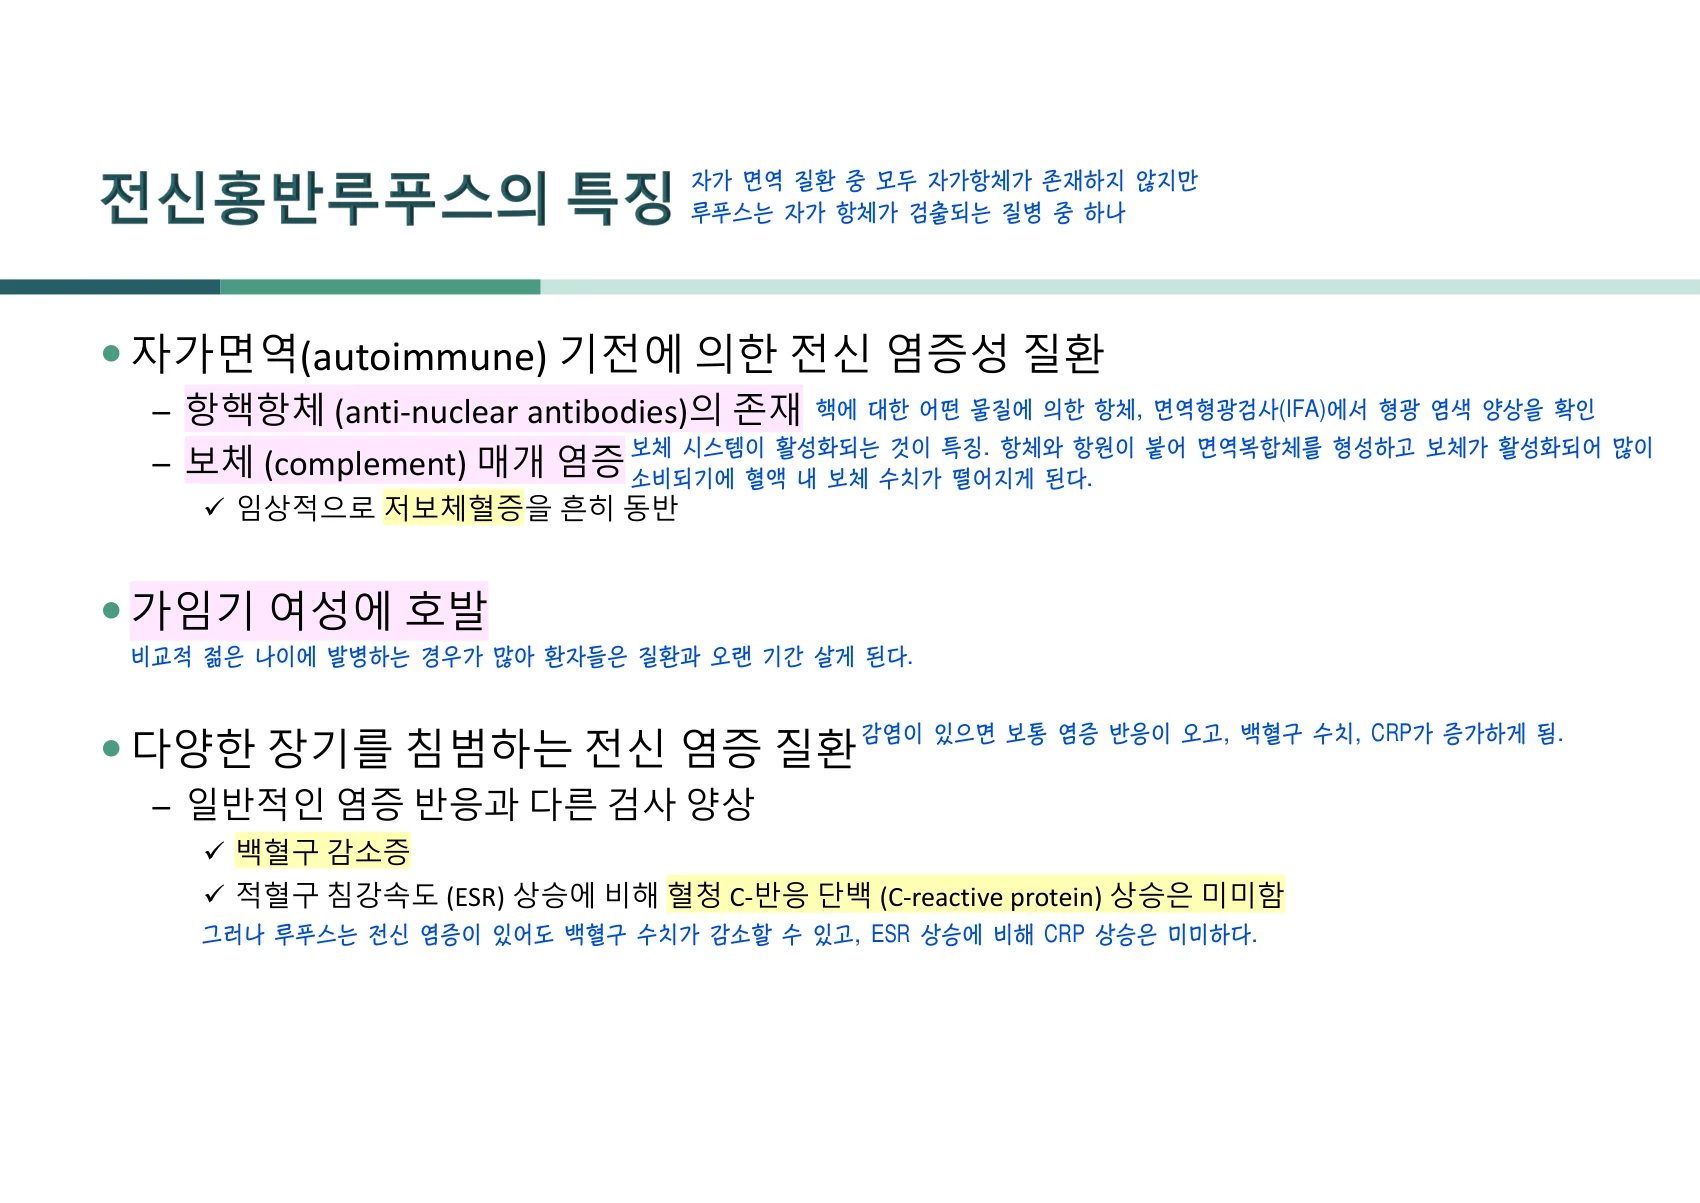 전신홍반루푸스의 특징
자가 면역 질환 중 모두 자가항체가 존재하지 않지만
루푸스는 자가 항체가 검출되는 질병 중 하나
• 자가면역(autoimmune) 기전에 의한 전신 염증성 질환
– 항핵항체 (anti-nuclear antibodies)의 존재 핵에 대한 어떤 물질에 의한 항체, 면역형광검사(IFA)에서 형광 염색 양상을 확인
– 보체 (complement) 매개 염증
보체 시스템이 활성화되는 것이 특징. 항체와 항원이 붙어 면역복합체를 형성하고 보체가 활성화되어 많이
소비되기에 혈액 내 보체 수치가 떨어지게 된다.
✓ 임상적으로 저보체혈증을 흔히 동반
• 가임기 여성에 호발
비교적 젊은 나이에 발병하는 경우가 많아 환자들은 질환과 오랜 기간 살게 된다.
• 다양한 장기를 침범하는 전신 염증 질환 감염이 있으면 보통 염증 반응이 오고, 백혈구 수치, CRP가 증가하게 됨.
– 일반적인 염증 반응과 다른 검사 양상
✓ 백혈구 감소증
✓ 적혈구 침강속도 (ESR) 상승에 비해 혈청 C-반응 단백 (C-reactive protein) 상승은 미미함
그러나 루푸스는 전신 염증이 있어도 백혈구 수치가 감소할 수 있고, ESR 상승에 비해 CRP 상승은 미미하다.